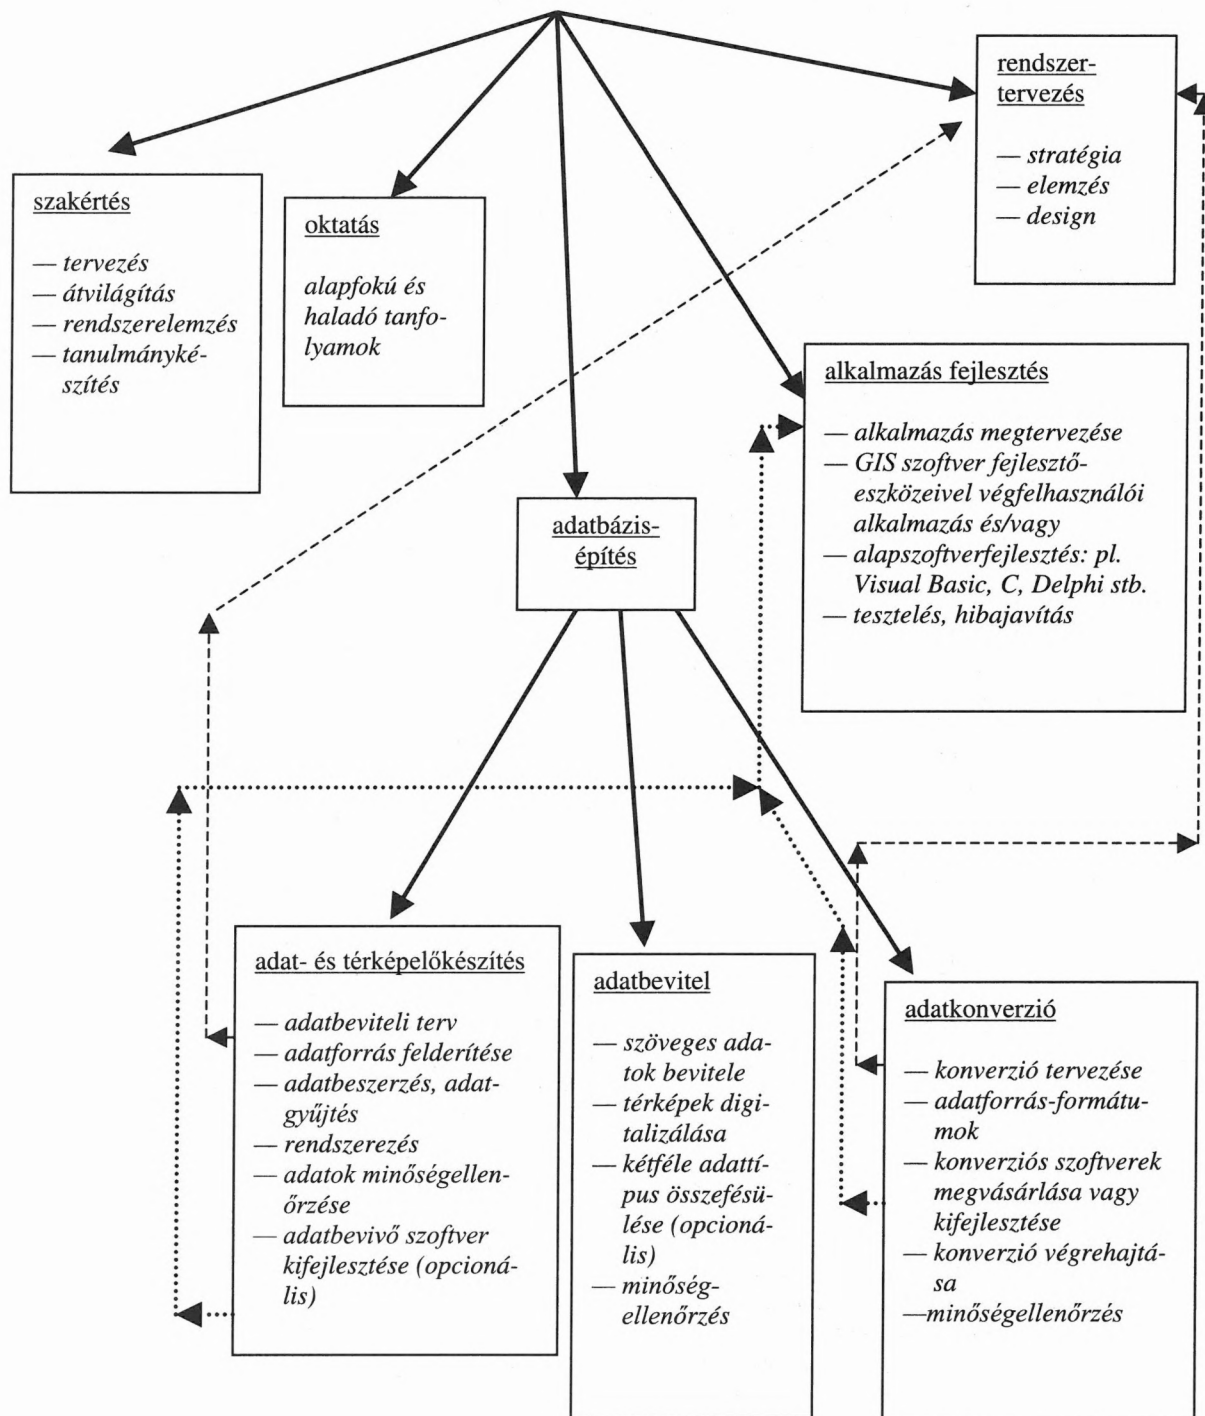 rendszer-
tervezés
— stratégia
— elemzés
— design
szakértés
— tervezés
— átvilágítás
— rendszerelemzés
— tanulmányké-
szítés
oktatás
alapfokú és
haladó tanfo-
lyamok
alkalmazás fejlesztés
— alkalmazás megtervezése
— GIS szoftver fejlesztő-
eszközeivel végfelhasználói
alkalmazás és/vagy
— alapszoftverfejlesztés: pl.
Visual Basic, C, Delphi stb.
— tesztelés, hibajavítás
adatbázis-
építés
adat- és térképelőkészítés
— adatbeviteli terv
— adatforrás felderítése
— adatbeszerzés, adat-
gyűjtés
— rendszerezés
— adatok minőségellen-
őrzése
— adatbevivő szoftver
kifejlesztése (opcioná-
lis)
adatbevitel
— szöveges ada-
tok bevitele
— térképek digi-
talizálása
— kétféle adattí-
pus összefésü-
lése (opcioná-
lis)
— minőség-
ellenőrzés
adatkonverzió
— konverzió tervezése
— adatforrás-formátu-
mok
— konverziós szoftverek
megvásárlása vagy
kifejlesztése
— konverzió végrehajtá-
sa
—minőségellenőrzés